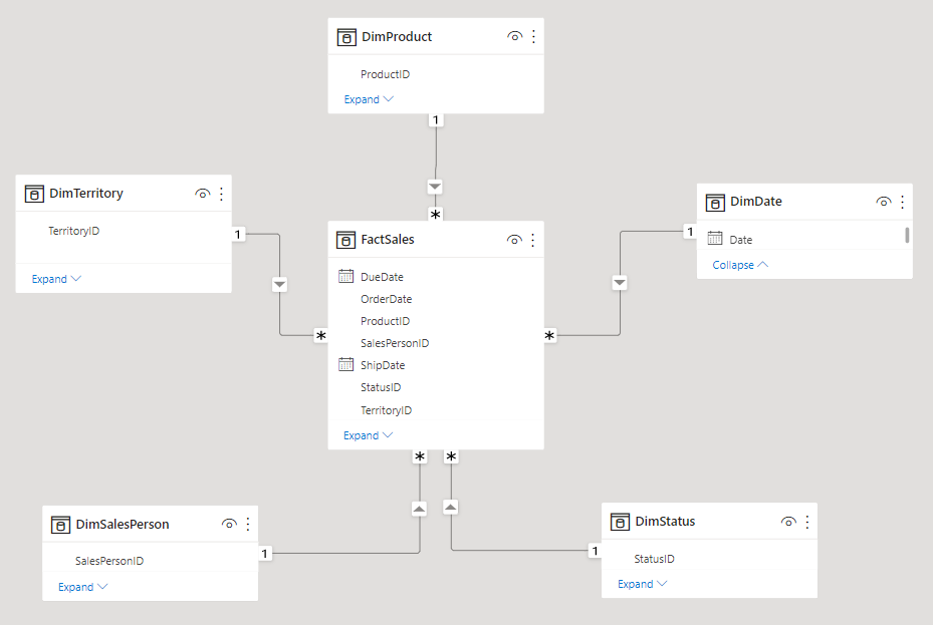 DimProduct
ProductID
Expand
1
*
DimTerritory
TerritoryID
Expand
1
*
FactSales
DueDate
OrderDate
ProductID
SalesPersonID
ShipDate
StatusID
TerritoryID
Expand
DimDate
Date
Collapse
1
*
*
*
DimSalesPerson
SalesPersonID
Expand
1
DimStatus
StatusID
Expand
1